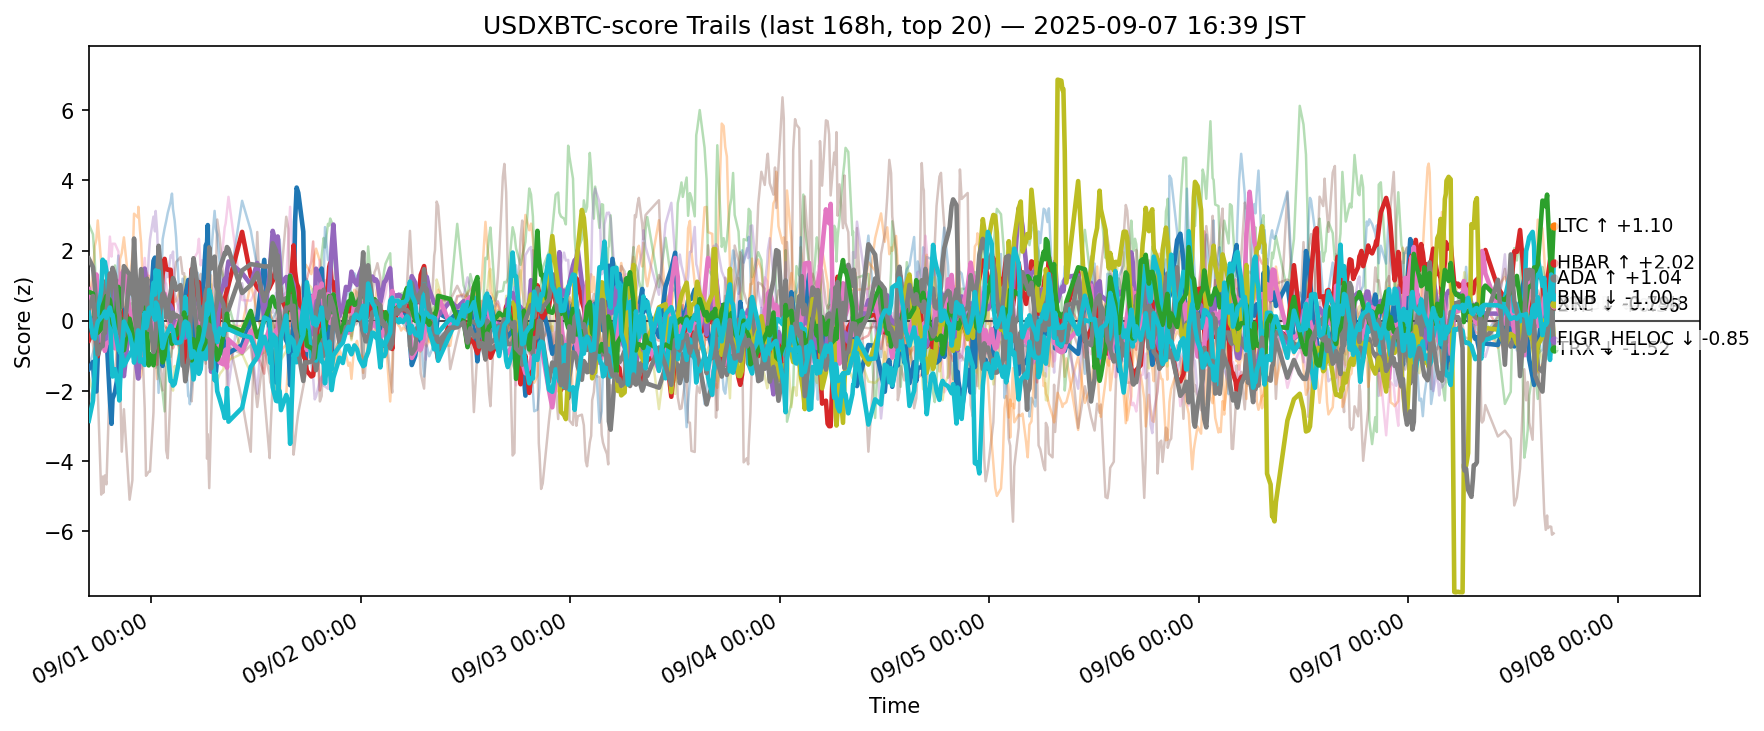 USDXBTC-score Trails (last 168h, top 20) — 2025-09-07 16:39 JST
Score (z)
6
4
2
0
−2
−4
−6
LTC ↑ +1.10
HBAR ↑ +2.02
ADA ↑ +1.04
BNB ↓ -1.00
FIGR_HELOC ↓ -0.85
TRX -1.52
09/01 00:00
09/02 00:00
09/03 00:00
09/04 00:00
09/05 00:00
09/06 00:00
09/07 00:00
09/08 00:00
Time